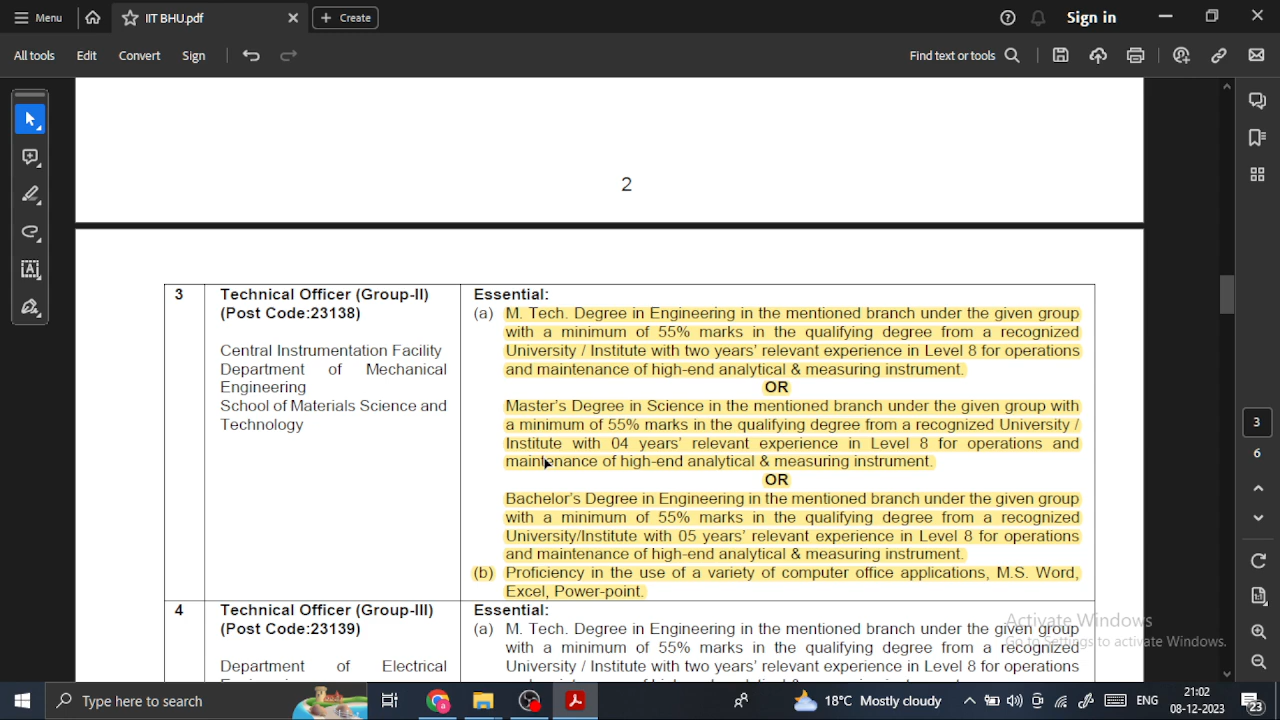 Menu
IIT BHU.pdf
Create
Sign in
All tools Edit Convert Sign
Find text or tools
2
3 Technical Officer (Group-II)
(Post Code:23138)
Central Instrumentation Facility
Department of Mechanical
Engineering
School of Materials Science and
Technology
Essential:
(a) M. Tech. Degree in Engineering in the mentioned branch under the given group
with a minimum of 55% marks in the qualifying degree from a recognized
University / Institute with two years' relevant experience in Level 8 for operations
and maintenance of high-end analytical & measuring instrument.
OR
Master's Degree in Science in the mentioned branch under the given group with
a minimum of 55% marks in the qualifying degree from a recognized University /
Institute with 04 years' relevant experience in Level 8 for operations and
maintenance of high-end analytical & measuring instrument.
OR
Bachelor's Degree in Engineering in the mentioned branch under the given group
with a minimum of 55% marks in the qualifying degree from a recognized
University/Institute with 05 years' relevant experience in Level 8 for operations
and maintenance of high-end analytical & measuring instrument.
(b) Proficiency in the use of a variety of computer office applications, M.S. Word,
Excel, Power-point.
4 Technical Officer (Group-III)
(Post Code:23139)
Department of Electrical
Essential:
(a) M. Tech. Degree in Engineering in the mentioned branch under the given group
with a minimum of 55% marks in the qualifying degree from a recognized
University / Institute with two years' relevant experience in Level 8 for operations
3
6
Activate Windows
Go to Settings to activate Windows.
Type here to search
18°C Mostly cloudy
ENG
21:02
08-12-2023
23